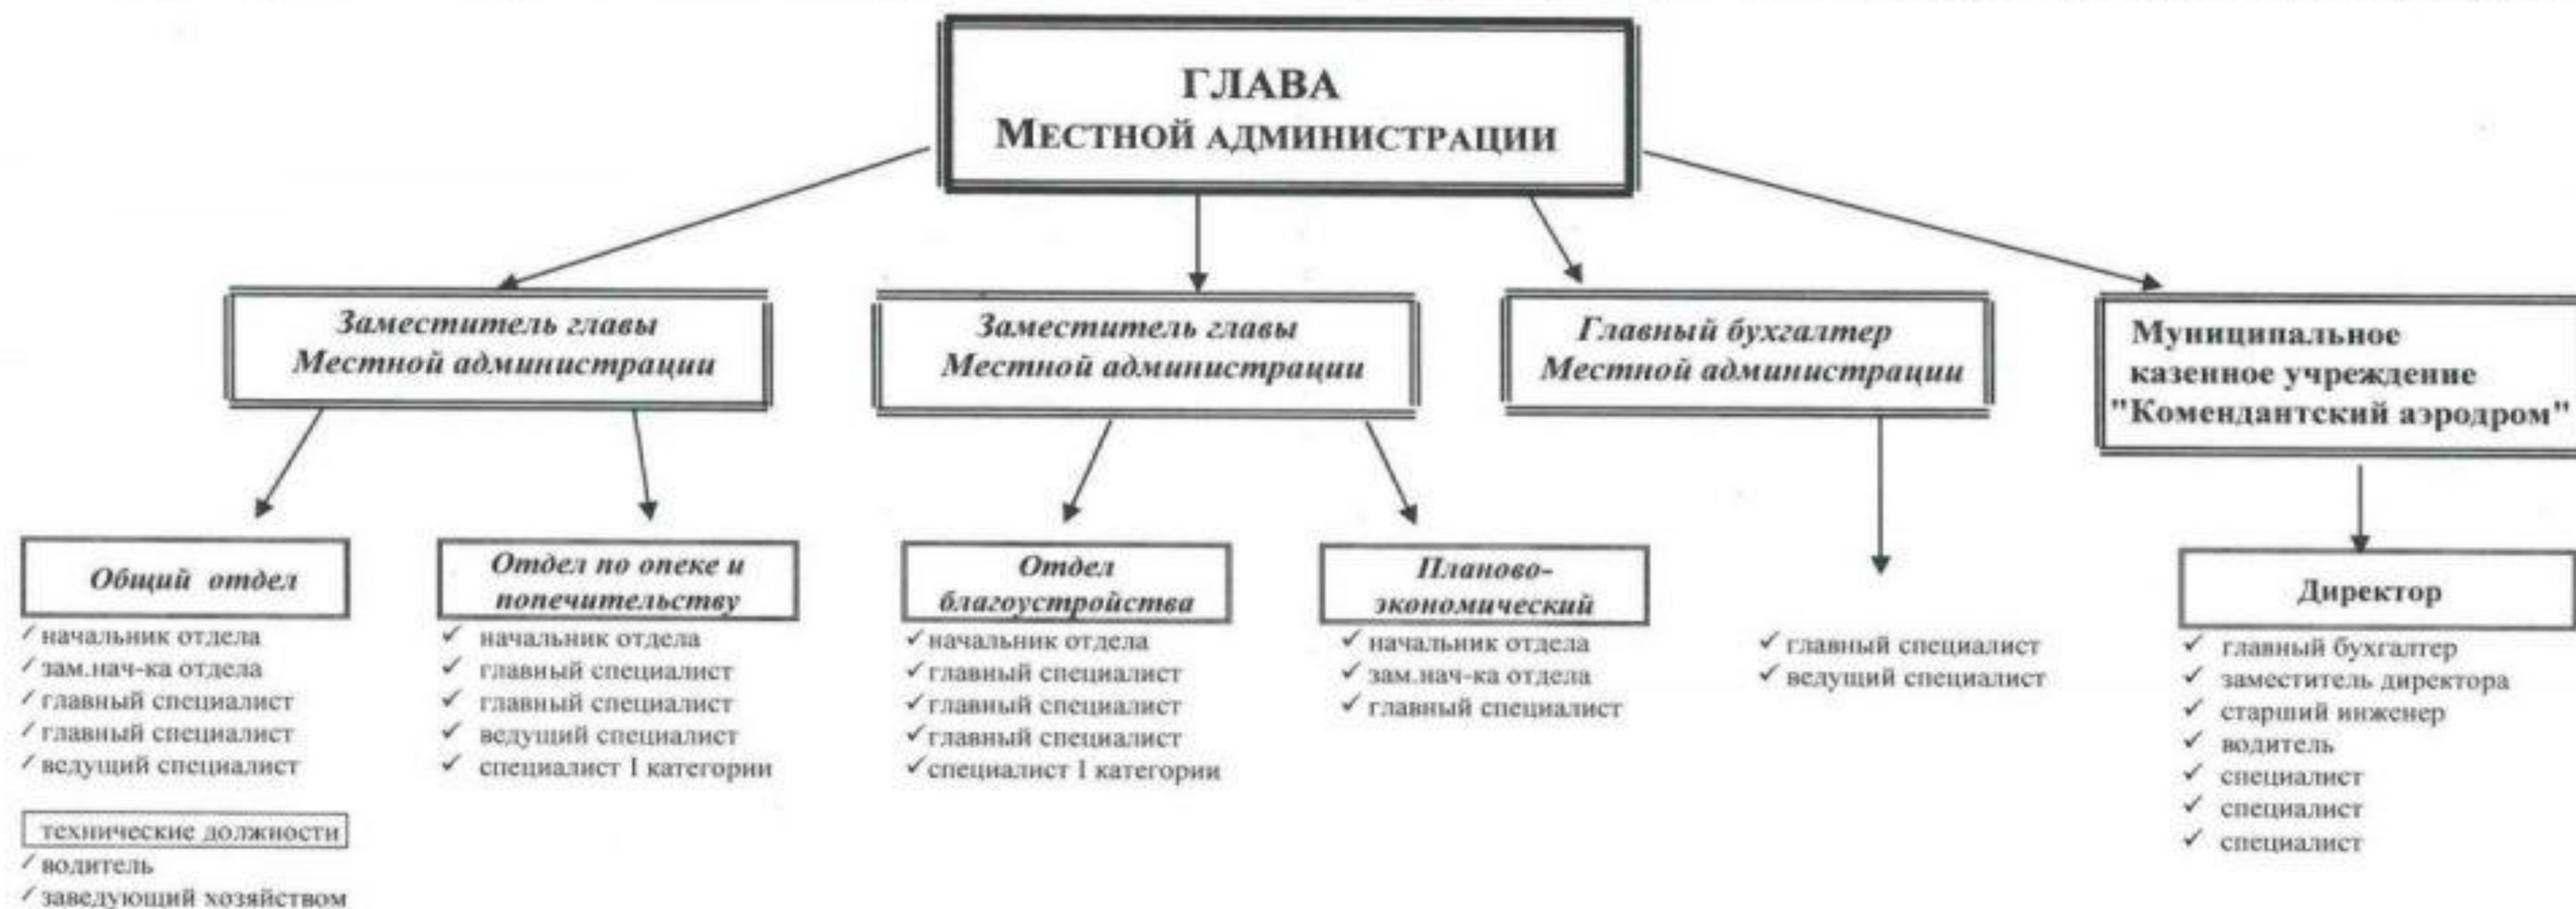 ГЛАВА
МЕСТНОЙ АДМИНИСТРАЦИИ
Заместитель главы
Местной администрации
Заместитель главы
Местной администрации
Главный бухгалтер
Местной администрации
Муниципальное
казенное учреждение
"Комендантский аэродром"
Общий отдел
✓ начальник отдела
✓ зам.нач-ка отдела
✓ главный специалист
✓ главный специалист
✓ ведущий специалист
технические должности
✓ водитель
✓ заведующий хозяйством
Отдел по опеке и
попечительству
✓ начальник отдела
✓ главный специалист
✓ главный специалист
✓ ведущий специалист
✓ специалист I категории
Отдел
благоустройства
✓ начальник отдела
✓ главный специалист
✓ главный специалист
✓ главный специалист
✓ специалист I категории
Планово-
экономический
✓ начальник отдела
✓ зам.нач-ка отдела
✓ главный специалист
✓ главный специалист
✓ ведущий специалист
Директор
✓ главный бухгалтер
✓ заместитель директора
✓ старший инженер
✓ водитель
✓ специалист
✓ специалист
✓ специалист